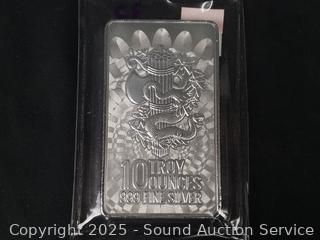 10 TROY
OUNCES
999 FINE SILVER
Copyright 2025 - Sound Auction Service